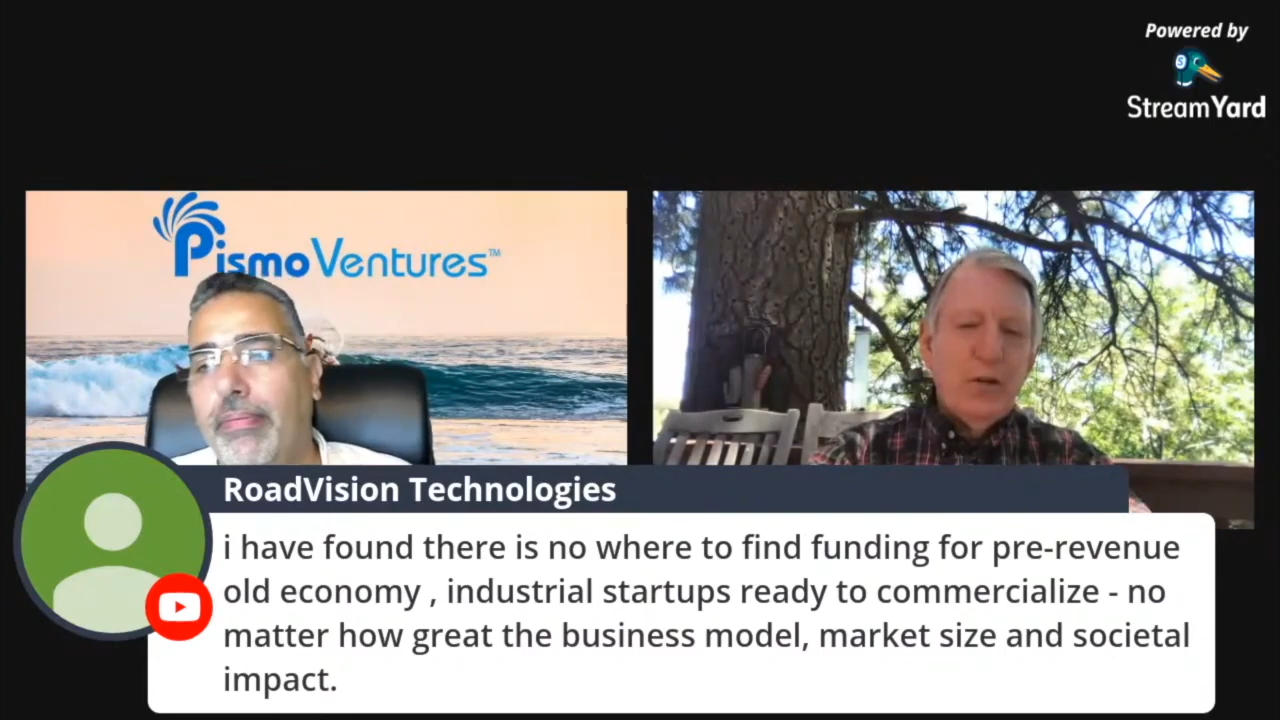 Powered by
StreamYard
PismoVentures™
RoadVision Technologies
i have found there is no where to find funding for pre-revenue
old economy , industrial startups ready to commercialize - no
matter how great the business model, market size and societal
impact.